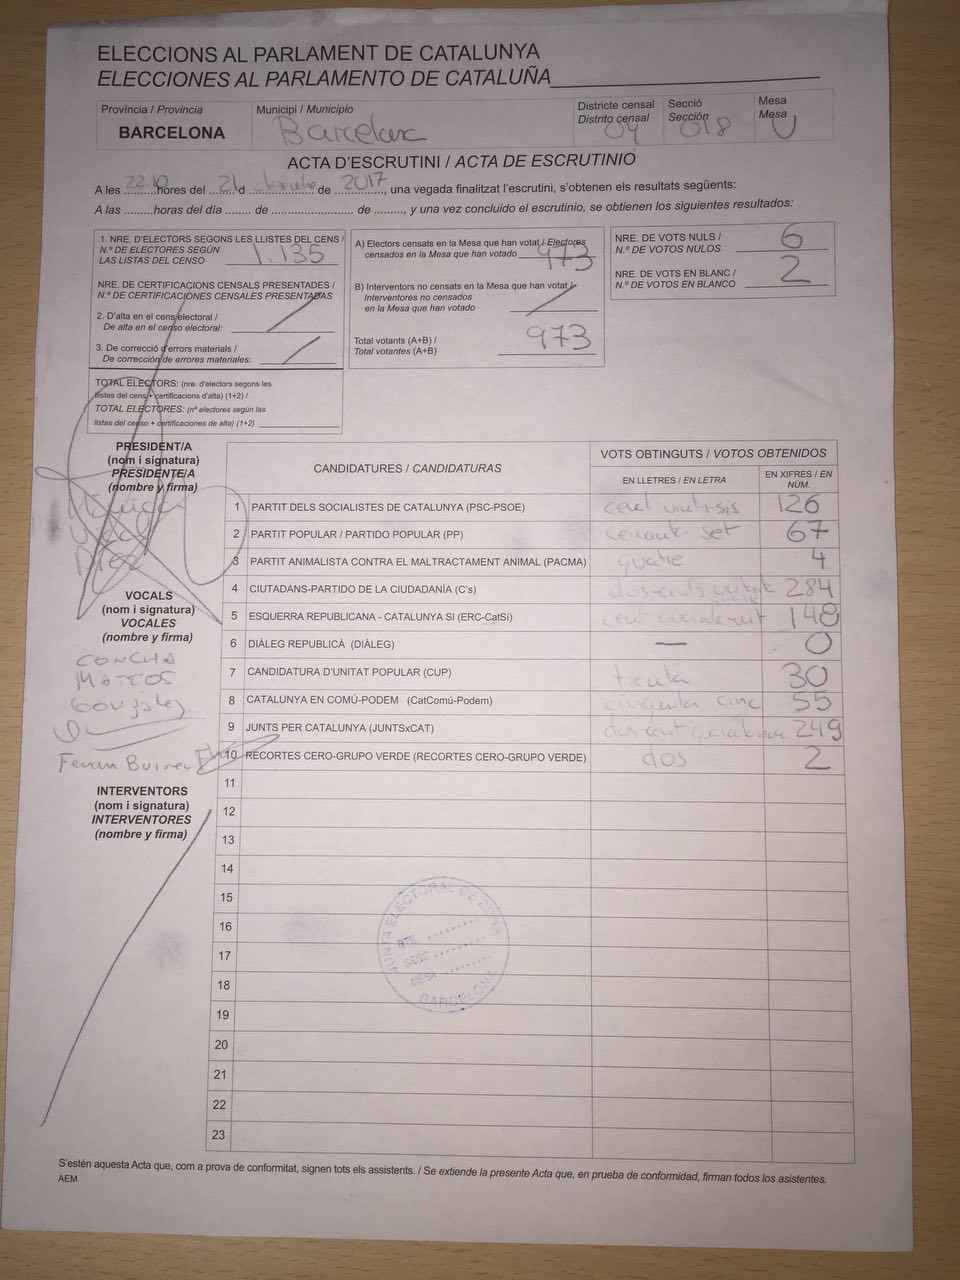 ELECCIONS AL PARLAMENT DE CATALUNYA
ELECCIONES AL PARLAMENTO DE CATALUÑA
Província / Provincia
BARCELONA
Municipi / Municipio
Barcelona
Districte censal
Distrito censal
04
Secció
Sección
018
Mesa
Mesa
U
ACTA D'ESCRUTINI / ACTA DE ESCRUTINIO
A les 22:10 hores del 21 d de 2017, una vegada finalitzat l'escrutini, s'obtenen els resultats següents:
A las ..........horas del día ........ de ........................ de ........., y una vez concluido el escrutinio, se obtienen los siguientes resultados:
1. NRE. D'ELECTORS SEGONS LES LLISTES DEL CENS /
N.º DE ELECTORES SEGÚN
LAS LISTAS DEL CENSO 1.135
NRE. DE CERTIFICACIONS CENSALS PRESENTADES /
N.º DE CERTIFICACIONES CENSALES PRESENTADAS
2. D'alta en el cens electoral /
De alta en el censo electoral:
3. De correcció d'errors materials /
De corrección de errores materiales:
TOTAL ELECTORS: (nre. d'electors segons les
llistes del cens + certificacions d'alta) (1+2) /
TOTAL ELECTORES: (nº electores según las
listas del censo + certificaciones de alta) (1+2)
A) Electors censats en la Mesa que han votat / Electores
censados en la Mesa que han votado 973
B) Interventors no censats en la Mesa que han votat /
Interventores no censados
en la Mesa que han votado
Total votants (A+B) /
Total votantes (A+B) 973
NRE. DE VOTS NULS /
N.º DE VOTOS NULOS 6
NRE. DE VOTS EN BLANC /
N.º DE VOTOS EN BLANCO 2
PRESIDENT/A
(nom i signatura)
PRESIDENTE/A
(nombre y firma)
VOCALS
(nom i signatura)
VOCALES
(nombre y firma)
CONCHA
MATEOS
González
Ferran
INTERVENTORS
(nom i signatura)
INTERVENTORES
(nombre y firma)
CANDIDATURES / CANDIDATURAS
VOTS OBTINGUTS / VOTOS OBTENIDOS
EN LLETRES / EN LETRA
EN XIFRES / EN NÚM.
1 PARTIT DELS SOCIALISTES DE CATALUNYA (PSC-PSOE) cent vint-i-sis 126
2 PARTIT POPULAR / PARTIDO POPULAR (PP) seixanta set 67
3 PARTIT ANIMALISTA CONTRA EL MALTRACTAMENT ANIMAL (PACMA) quatre 4
4 CIUTADANS-PARTIDO DE LA CIUDADANÍA (C's) dos-cents 284
5 ESQUERRA REPUBLICANA - CATALUNYA SÍ (ERC-CatSí) cent 148
6 DIÀLEG REPUBLICÀ (DIÀLEG) — 0
7 CANDIDATURA D'UNITAT POPULAR (CUP) trenta 30
8 CATALUNYA EN COMÚ-PODEM (CatComú-Podem) cinquanta cinc 55
9 JUNTS PER CATALUNYA (JUNTSxCAT) dos cent 249
10 RECORTES CERO-GRUPO VERDE (RECORTES CERO-GRUPO VERDE) dos 2
11
12
13
14
15
16
17
18
19
20
21
22
23
JUNTA ELECTORAL DE ZONA
DTE.
SECC.
MESA
BARCELONA
S'estén aquesta Acta que, com a prova de conformitat, signen tots els assistents. / Se extiende la presente Acta que, en prueba de conformidad, firman todos los asistentes.
AEM